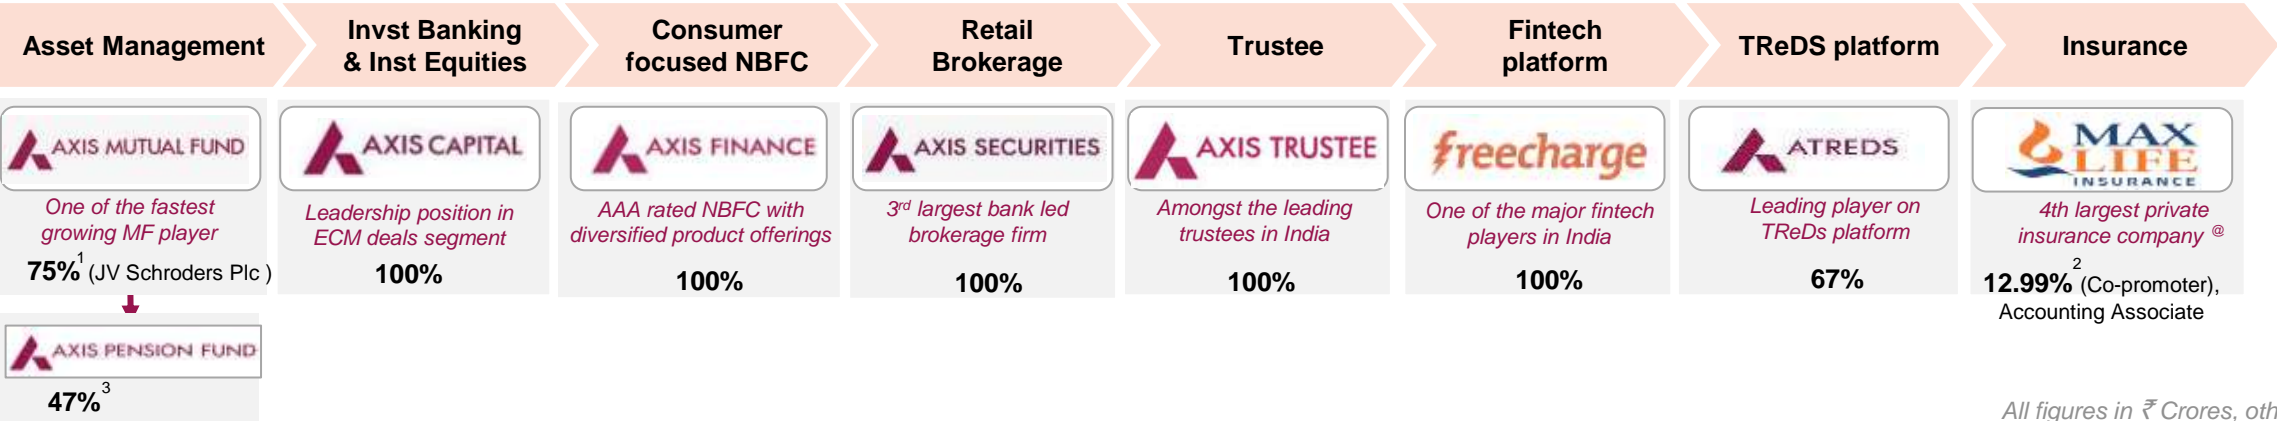 Asset Management
Invst Banking
& Inst Equities
Consumer
focused NBFC
Retail
Brokerage
Trustee
Fintech
platform
TReDS platform
Insurance
AXIS MUTUAL FUND
One of the fastest
growing MF player
75%1 (JV Schroders Plc )
AXIS PENSION FUND
47%3
AXIS CAPITAL
Leadership position in
ECM deals segment
100%
AXIS FINANCE
AAA rated NBFC with
diversified product offerings
100%
AXIS SECURITIES
3rd largest bank led
brokerage firm
100%
AXIS TRUSTEE
Amongst the leading
trustees in India
100%
freecharge
One of the major fintech
players in India
100%
ATREDS
Leading player on
TReDs platform
67%
MAX
LIFE
INSURANCE
4th largest private
insurance company @
12.99%2 (Co-promoter),
Accounting Associate
All figures in ₹ Crores, oth